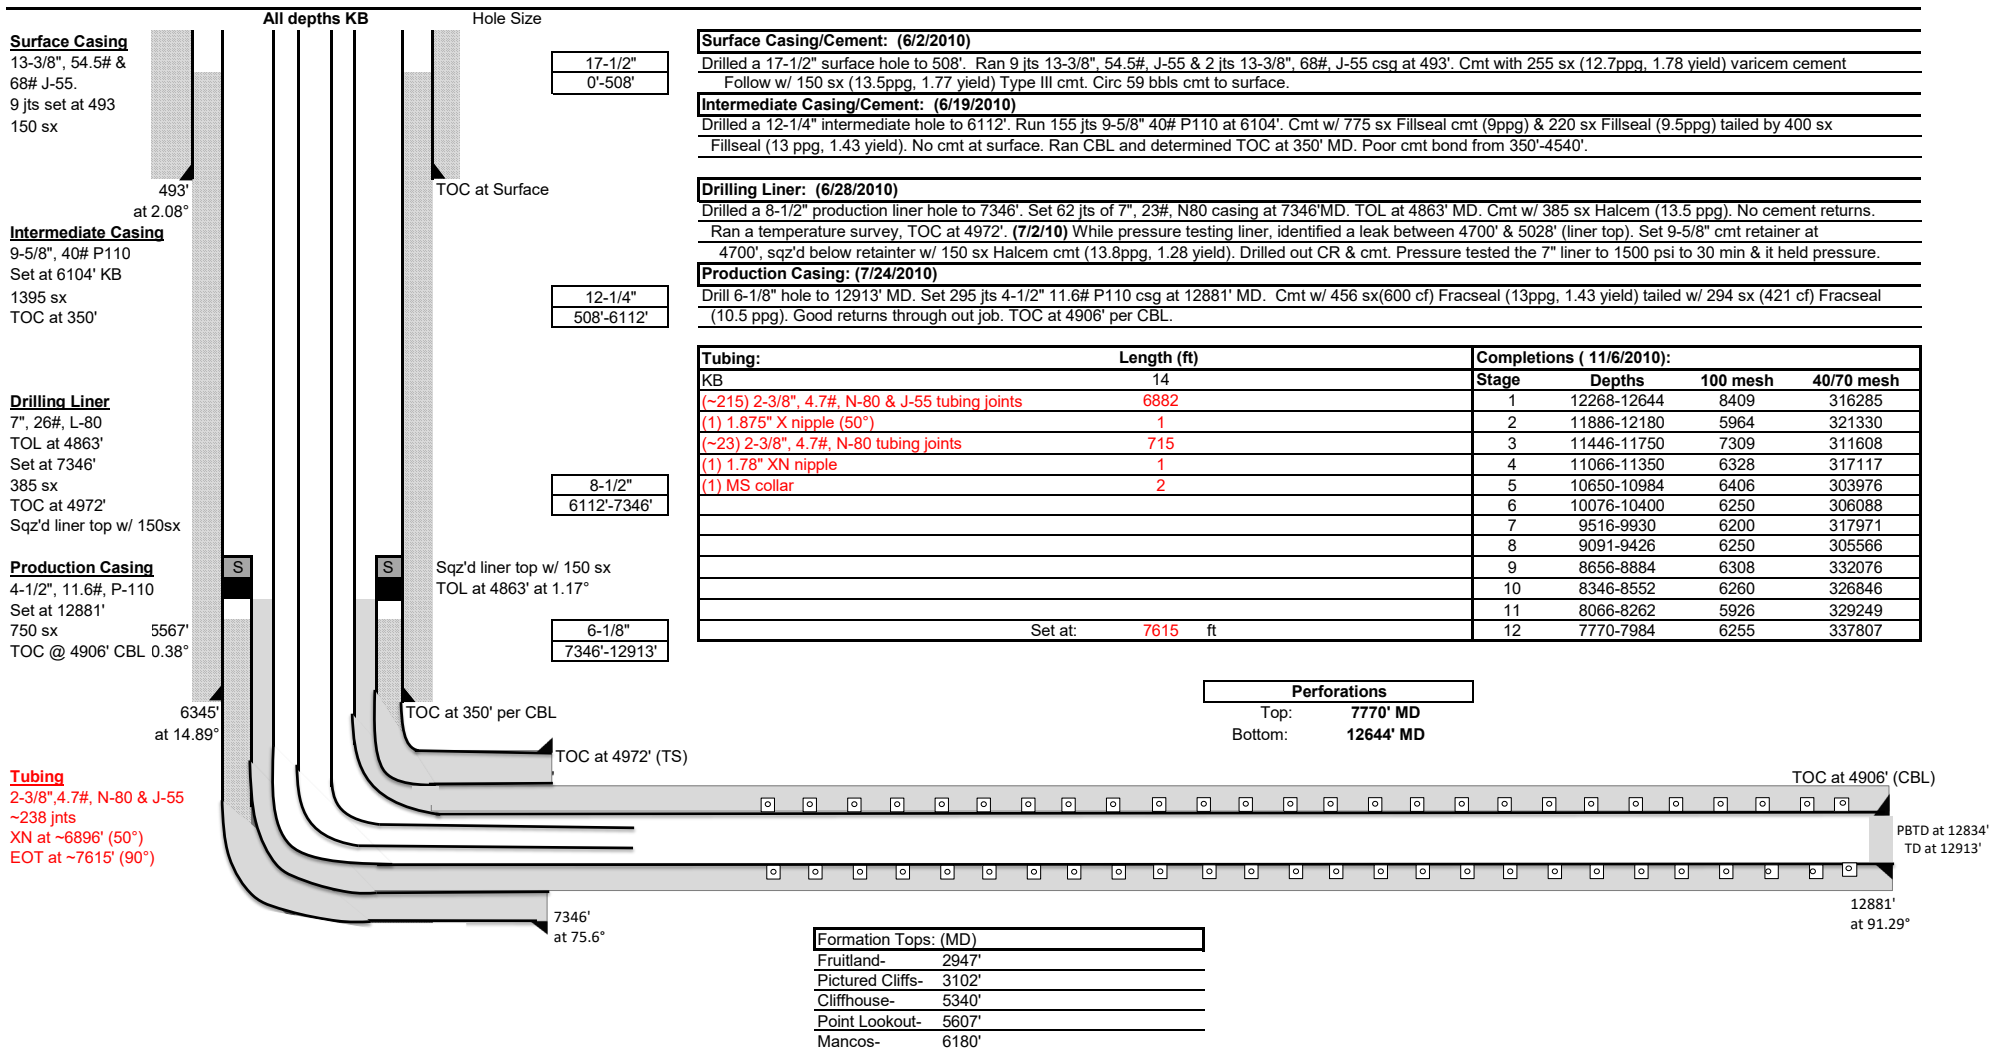 All depths KB
Hole Size
Surface Casing
13-3/8", 54.5# &
68# J-55.
9 jts set at 493
150 sx
493'
at 2.08°
TOC at Surface
17-1/2"
0'-508'
Intermediate Casing
9-5/8", 40# P110
Set at 6104' KB
1395 sx
TOC at 350'
12-1/4"
508'-6112'
Drilling Liner
7", 26#, L-80
TOL at 4863'
Set at 7346'
385 sx
TOC at 4972'
Sqz'd liner top w/ 150sx
8-1/2"
6112'-7346'
Production Casing
4-1/2", 11.6#, P-110
Set at 12881'
750 sx
TOC @ 4906' CBL
5567'
0.38°
S
S
Sqz'd liner top w/ 150 sx
TOL at 4863' at 1.17°
6-1/8"
7346'-12913'
6345'
at 14.89°
TOC at 350' per CBL
TOC at 4972' (TS)
Tubing
2-3/8",4.7#, N-80 & J-55
~238 jnts
XN at ~6896' (50°)
EOT at ~7615' (90°)
7346'
at 75.6°
Surface Casing/Cement: (6/2/2010)
Drilled a 17-1/2" surface hole to 508'. Ran 9 jts 13-3/8", 54.5#, J-55 & 2 jts 13-3/8", 68#, J-55 csg at 493'. Cmt with 255 sx (12.7ppg, 1.78 yield) varicem cement
Follow w/ 150 sx (13.5ppg, 1.77 yield) Type III cmt. Circ 59 bbls cmt to surface.
Intermediate Casing/Cement: (6/19/2010)
Drilled a 12-1/4" intermediate hole to 6112'. Run 155 jts 9-5/8" 40# P110 at 6104'. Cmt w/ 775 sx Fillseal cmt (9ppg) & 220 sx Fillseal (9.5ppg) tailed by 400 sx
Fillseal (13 ppg, 1.43 yield). No cmt at surface. Ran CBL and determined TOC at 350' MD. Poor cmt bond from 350'-4540'.
Drilling Liner: (6/28/2010)
Drilled a 8-1/2" production liner hole to 7346'. Set 62 jts of 7", 23#, N80 casing at 7346'MD. TOL at 4863' MD. Cmt w/ 385 sx Halcem (13.5 ppg). No cement returns.
Ran a temperature survey, TOC at 4972'. (7/2/10) While pressure testing liner, identified a leak between 4700' & 5028' (liner top). Set 9-5/8" cmt retainer at
4700', sqz'd below retainer w/ 150 sx Halcem cmt (13.8ppg, 1.28 yield). Drilled out CR & cmt. Pressure tested the 7" liner to 1500 psi to 30 min & it held pressure.
Production Casing: (7/24/2010)
Drill 6-1/8" hole to 12913' MD. Set 295 jts 4-1/2" 11.6# P110 csg at 12881' MD. Cmt w/ 456 sx(600 cf) Fracseal (13ppg, 1.43 yield) tailed w/ 294 sx (421 cf) Fracseal
(10.5 ppg). Good returns through out job. TOC at 4906' per CBL.
Tubing: Length (ft)
KB 14
(~215) 2-3/8", 4.7#, N-80 & J-55 tubing joints 6882
(1) 1.875" X nipple (50°) 1
(~23) 2-3/8", 4.7#, N-80 tubing joints 715
(1) 1.78" XN nipple 1
(1) MS collar 2
Set at: 7615 ft
Completions ( 11/6/2010):
Stage Depths 100 mesh 40/70 mesh
1 12268-12644 8409 316285
2 11886-12180 5964 321330
3 11446-11750 7309 311608
4 11066-11350 6328 317117
5 10650-10984 6406 303976
6 10076-10400 6250 306088
7 9516-9930 6200 317971
8 9091-9426 6250 305566
9 8656-8884 6308 332076
10 8346-8552 6260 326846
11 8066-8262 5926 329249
12 7770-7984 6255 337807
Perforations
Top: 7770' MD
Bottom: 12644' MD
TOC at 4906' (CBL)
PBTD at 12834'
TD at 12913'
12881'
at 91.29°
Formation Tops: (MD)
Fruitland- 2947'
Pictured Cliffs- 3102'
Cliffhouse- 5340'
Point Lookout- 5607'
Mancos- 6180'